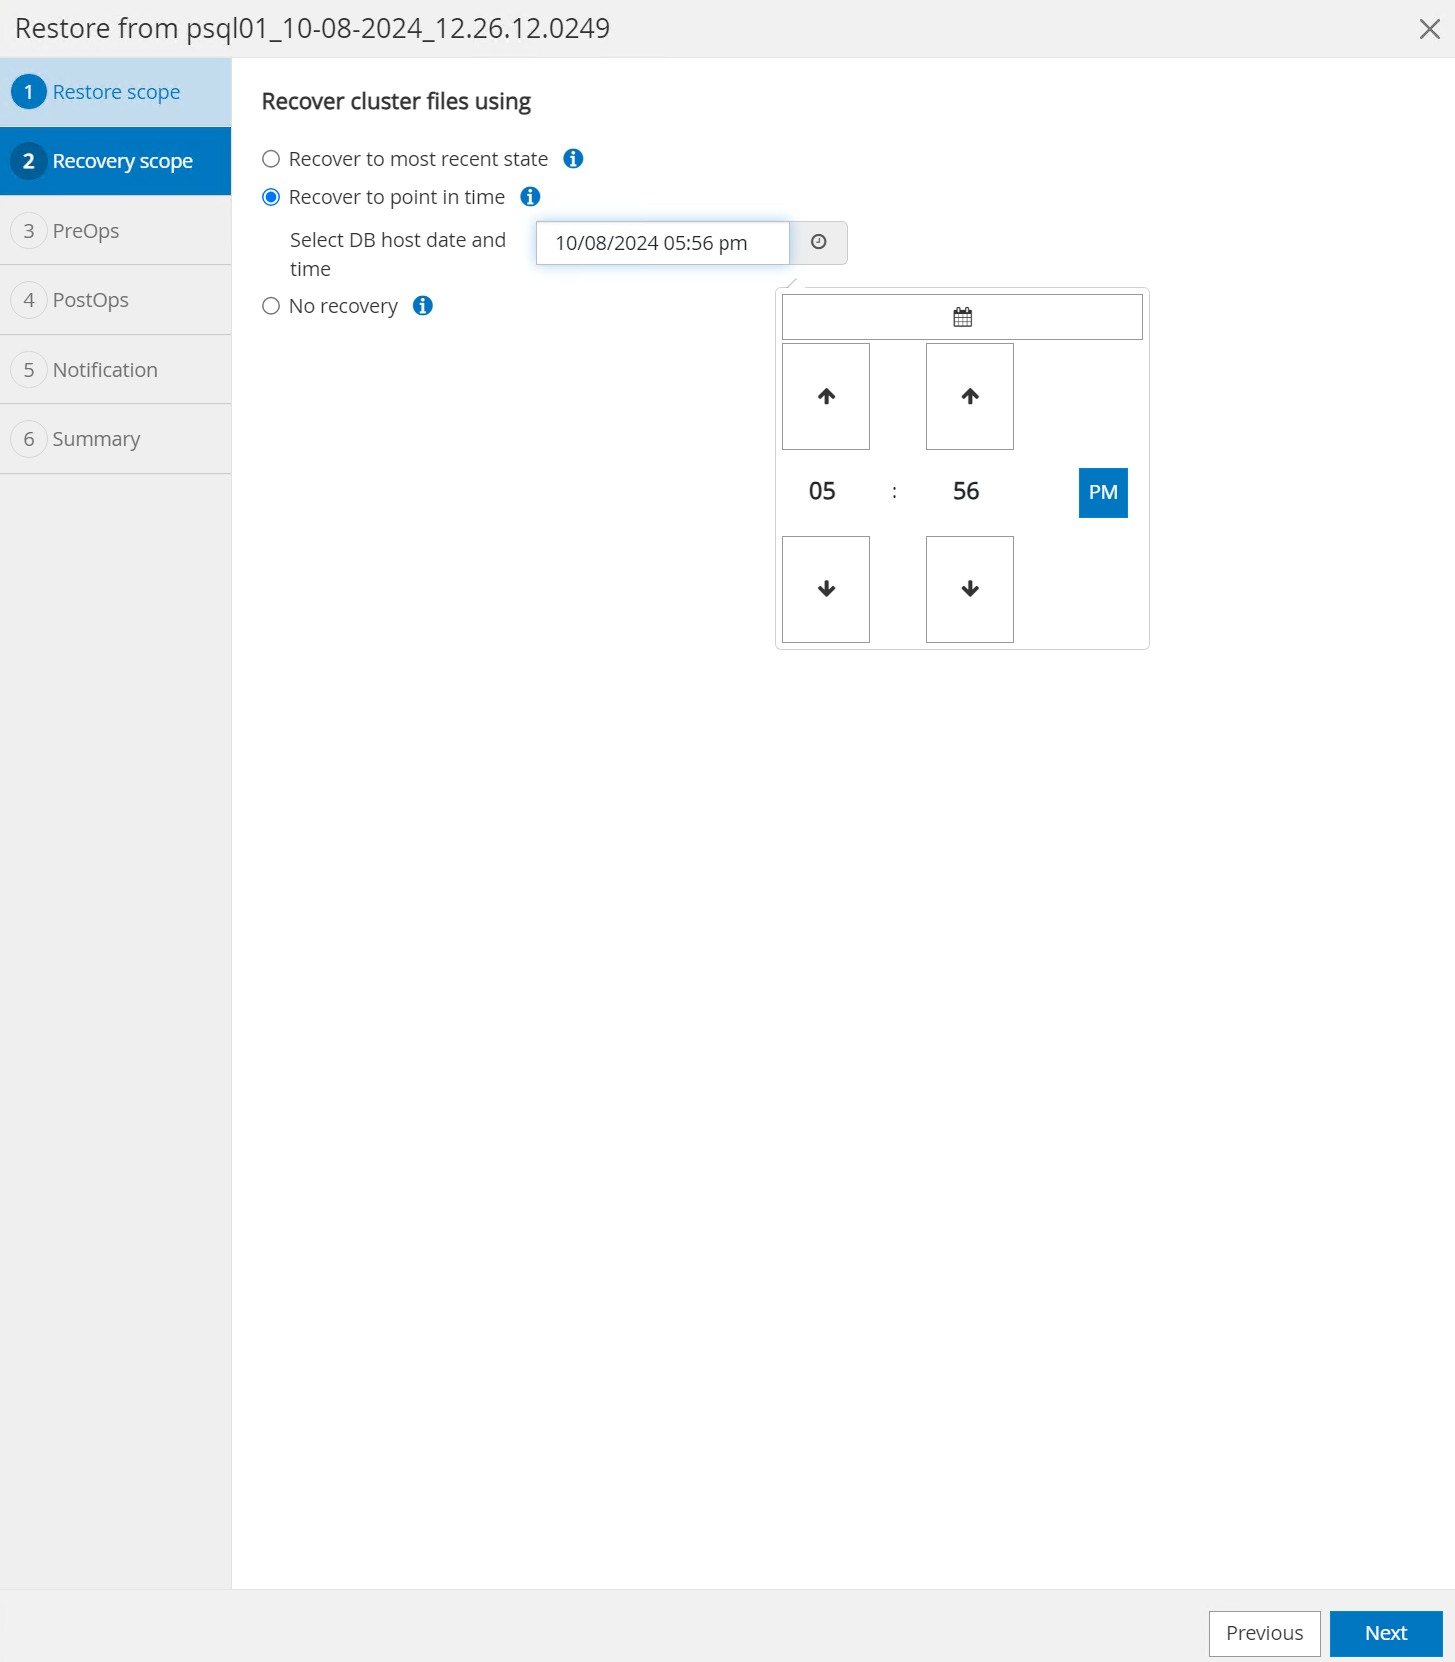 Restore from psql01_10-08-2024_12.26.12.0249
1 Restore scope
2 Recovery scope
3 PreOps
4 PostOps
5 Notification
6 Summary
Recover cluster files using
Recover to most recent state
Recover to point in time
Select DB host date and
time
10/08/2024 05:56 pm
No recovery
05 : 56 PM
Previous Next